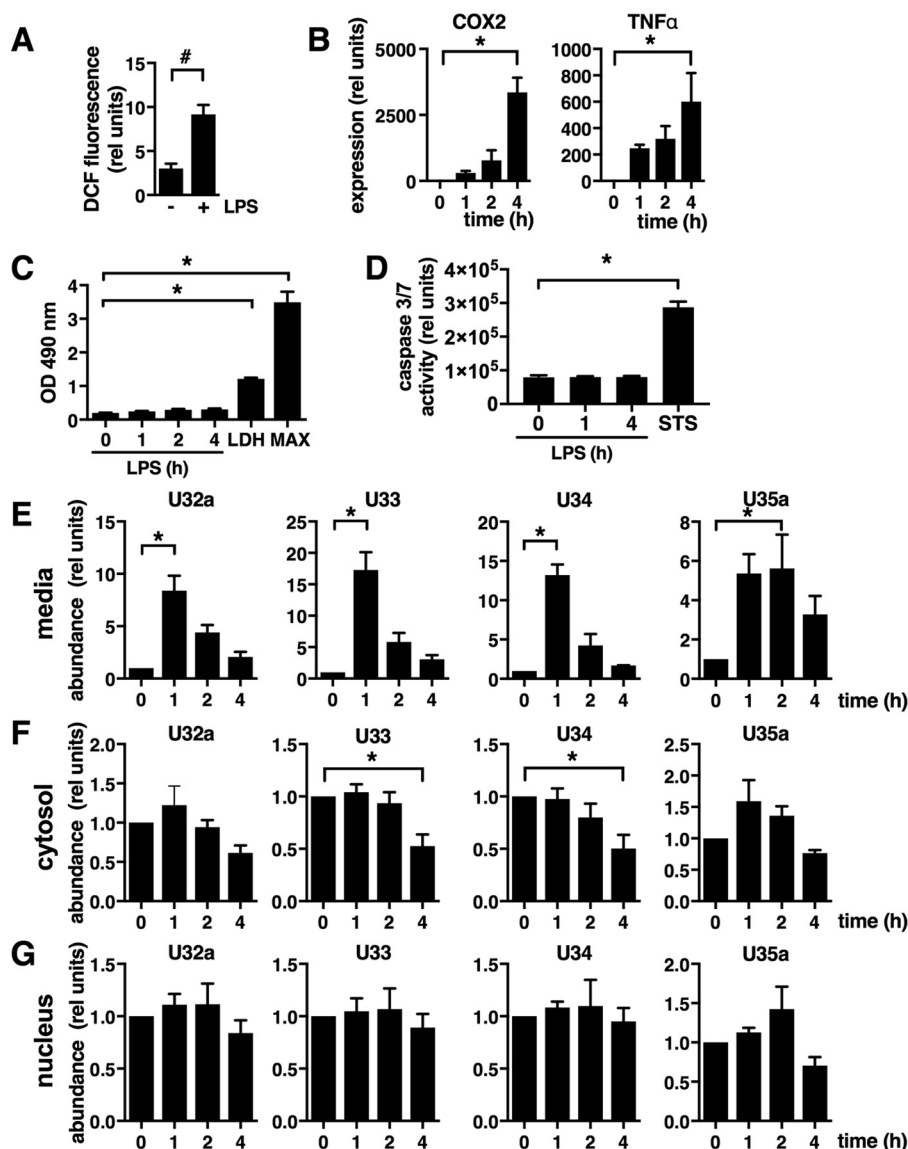 A
DCF fluorescence
(rel units)
15
10
5
0
#
- + LPS
B
expression (rel units)
COX2
5000
2500
0
*
0 1 2 4
time (h)
TNFα
1000
800
600
400
200
0
*
0 1 2 4
time (h)
C
OD 490 nm
4
3
2
1
0
*
*
0 1 2 4 LDH MAX
LPS (h)
D
caspase 3/7
activity (rel units)
4×10⁵
3×10⁵
2×10⁵
1×10⁵
0
*
0 1 4 STS
LPS (h)
E
media
abundance (rel units)
U32a
15
10
5
0
*
0 1 2 4
U33
25
20
15
10
5
0
*
0 1 2 4
U34
20
15
10
5
0
*
0 1 2 4
U35a
8
6
4
2
0
*
0 1 2 4
time (h)
F
cytosol
abundance (rel units)
U32a
2.0
1.5
1.0
0.5
0.0
0 1 2 4
U33
1.5
1.0
0.5
0.0
*
0 1 2 4
U34
1.5
1.0
0.5
0.0
*
0 1 2 4
U35a
2.5
2.0
1.5
1.0
0.5
0.0
0 1 2 4
time (h)
G
nucleus
abundance (rel units)
U32a
1.5
1.0
0.5
0.0
0 1 2 4
U33
1.5
1.0
0.5
0.0
0 1 2 4
U34
1.5
1.0
0.5
0.0
0 1 2 4
U35a
2.0
1.5
1.0
0.5
0.0
0 1 2 4
time (h)